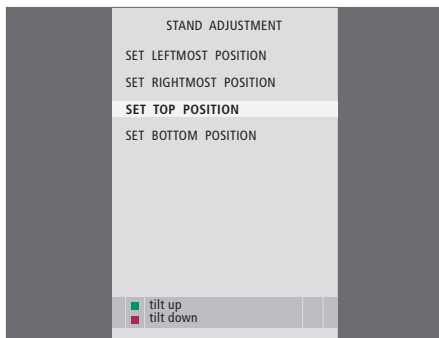 STAND ADJUSTMENT
SET LEFTMOST POSITION
SET RIGHTMOST POSITION
SET TOP POSITION
SET BOTTOM POSITION
tilt up
tilt down